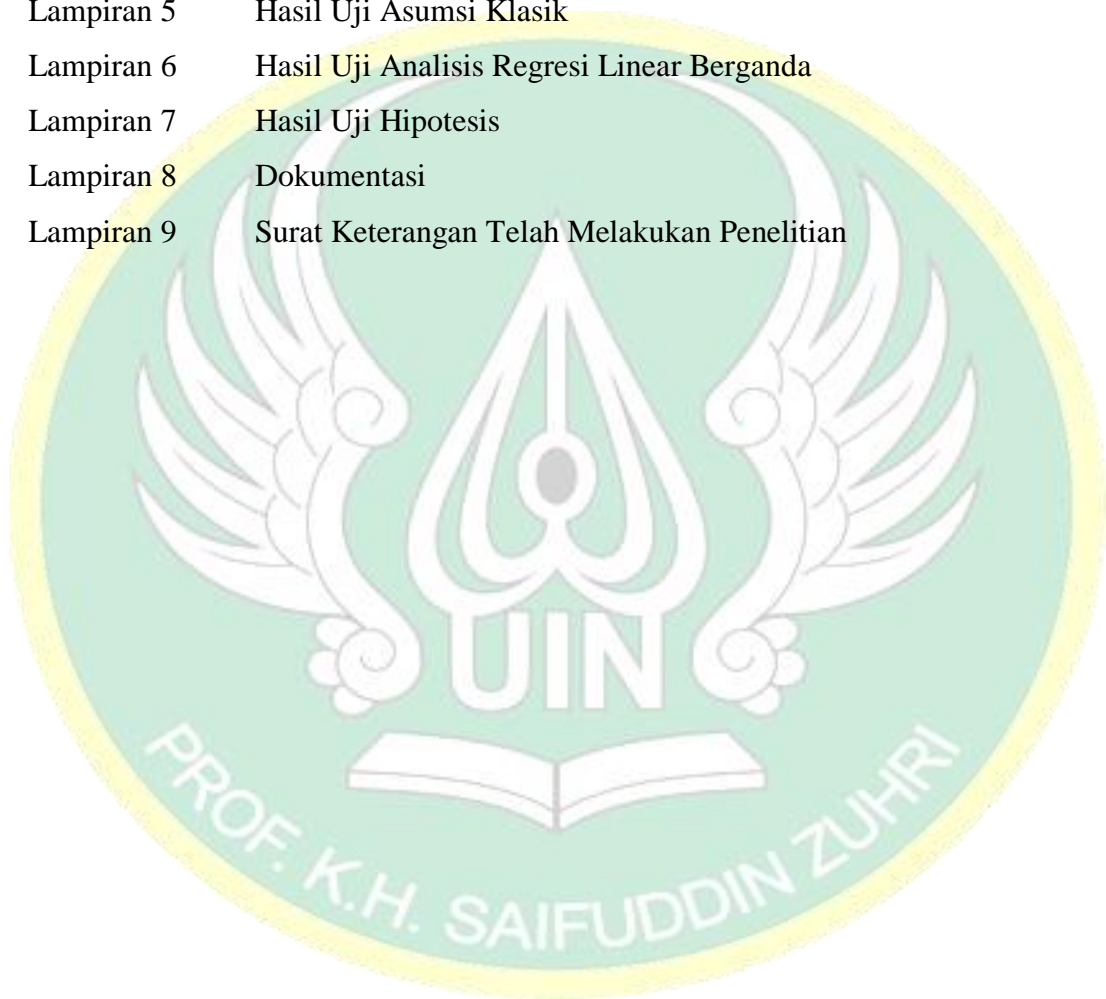 Lampiran 5 Hasil Uji Asumsi Klasik
Lampiran 6 Hasil Uji Analisis Regresi Linear Berganda
Lampiran 7 Hasil Uji Hipotesis
Lampiran 8 Dokumentasi
Lampiran 9 Surat Keterangan Telah Melakukan Penelitian
UIN
PROF. K.H. SAIFUDDIN ZUHRI